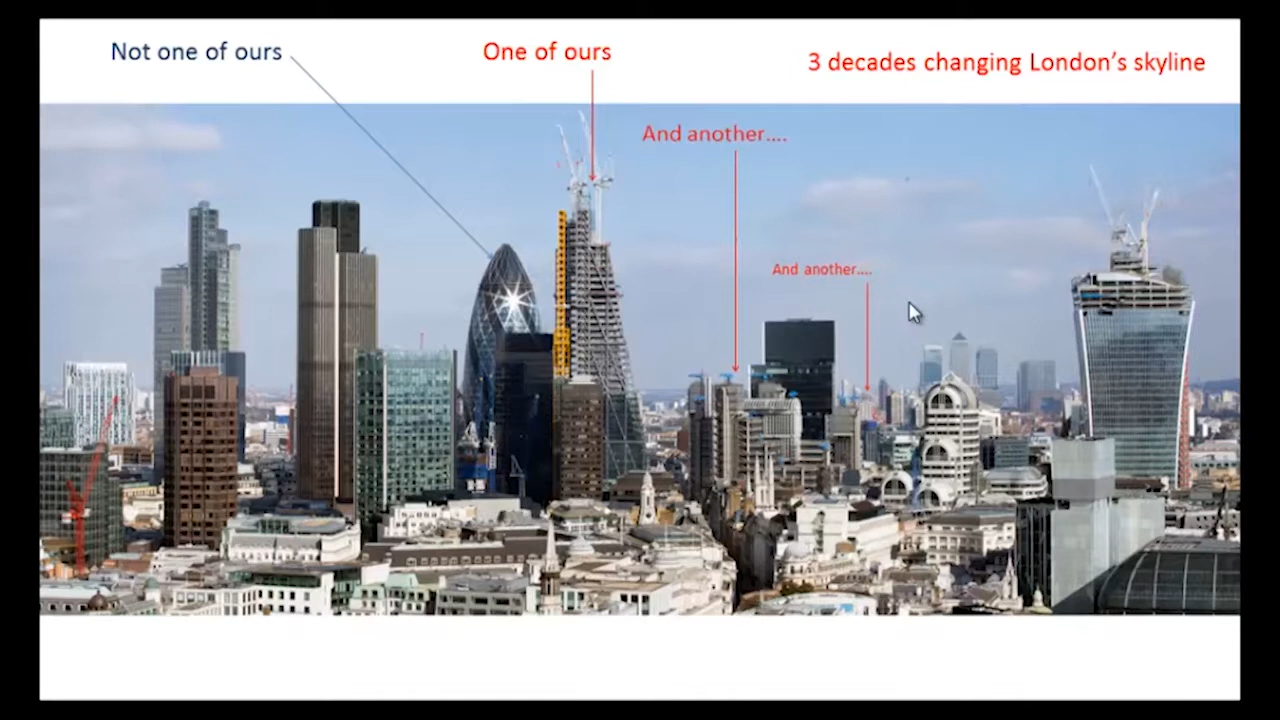 Not one of ours
One of ours
3 decades changing London’s skyline
And another....
And another....